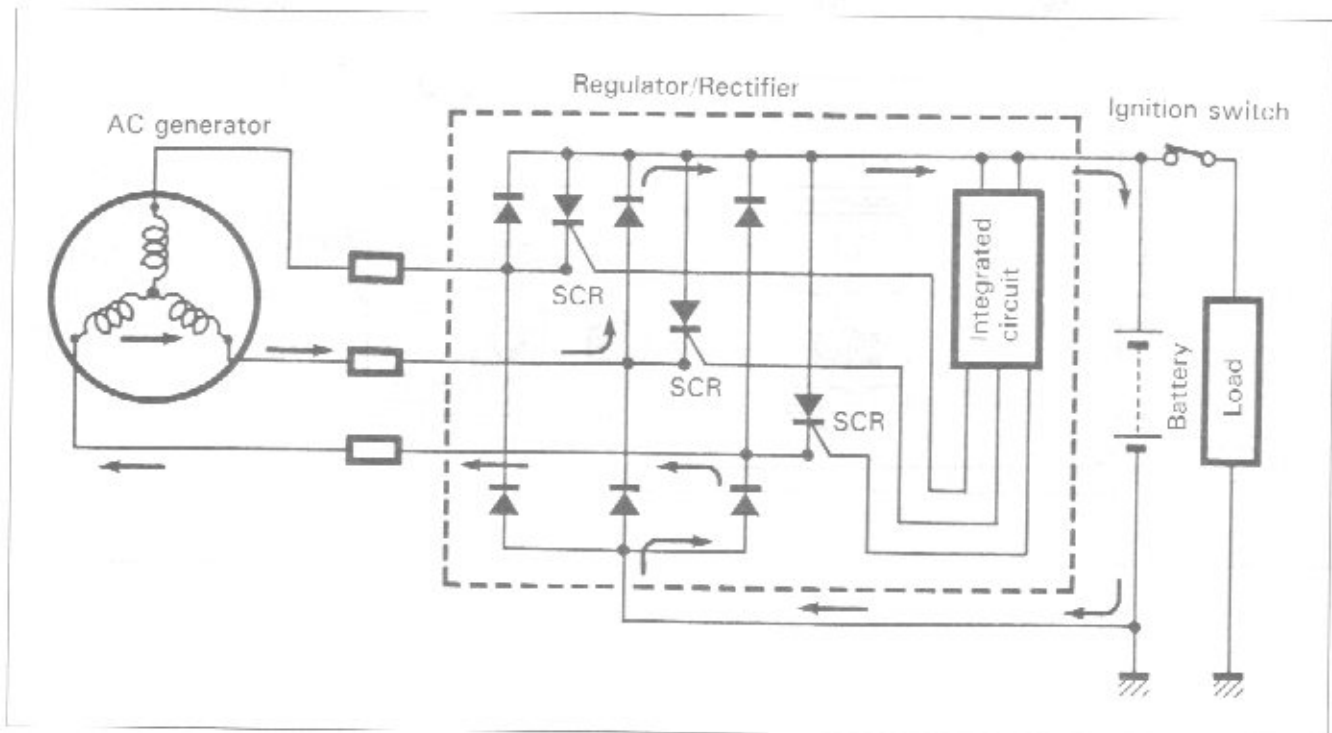 Regulator/Rectifier
Ignition switch
AC generator
SCR
SCR
SCR
Integrated
circuit
Battery
Load